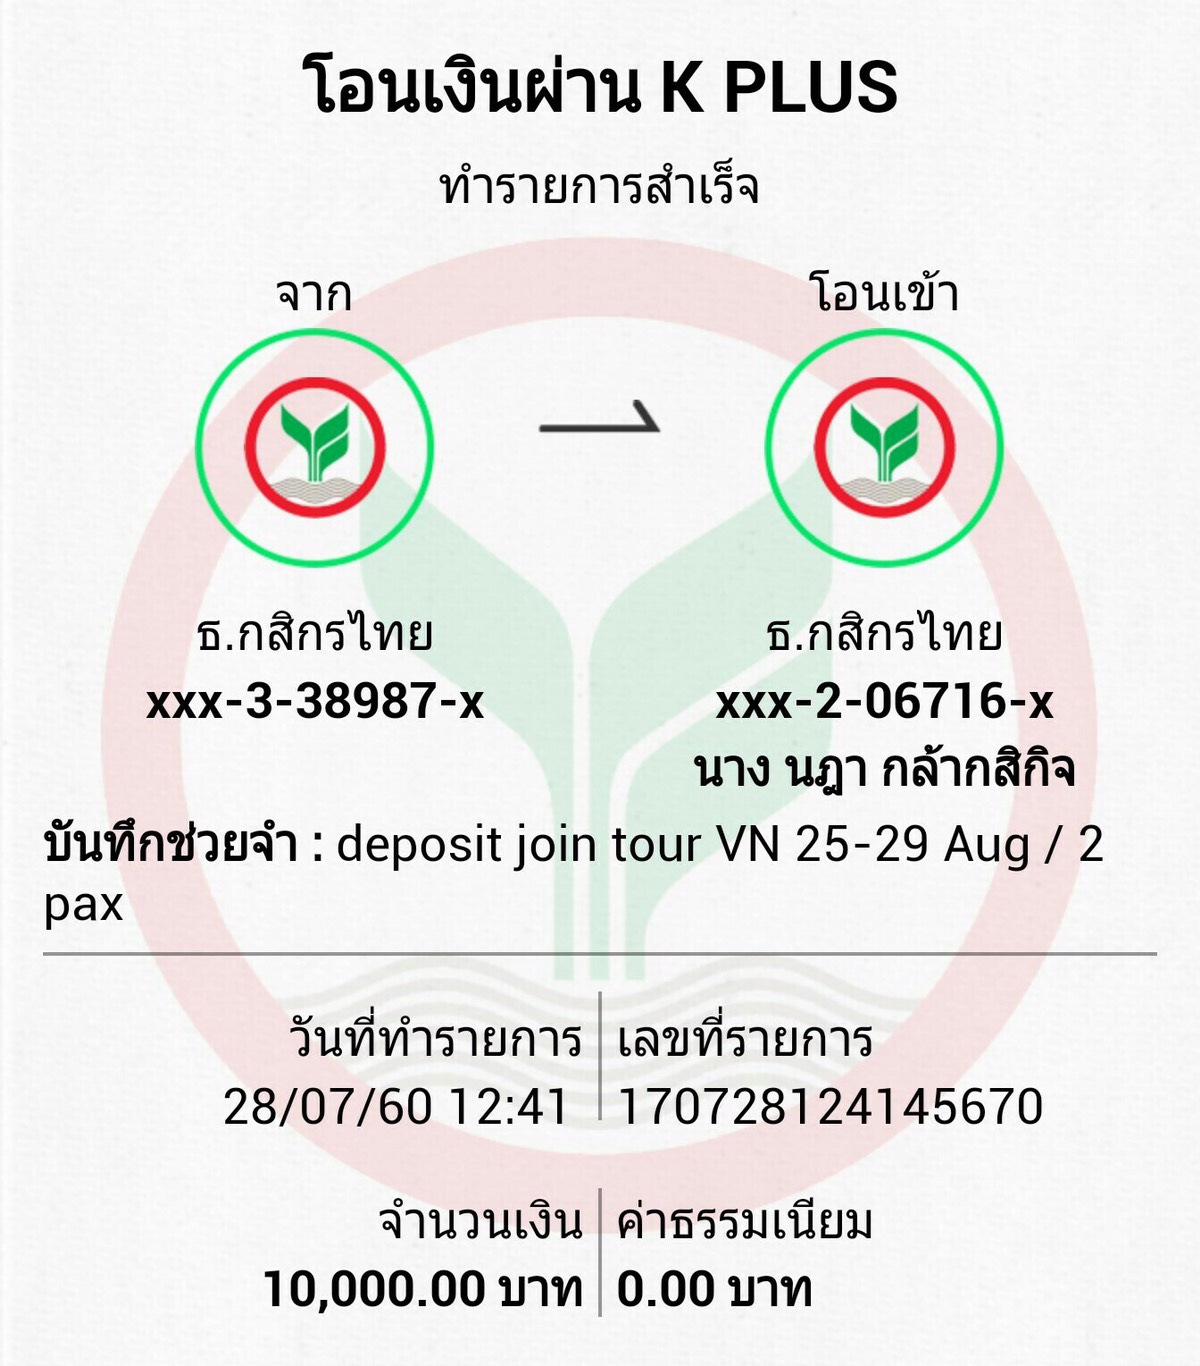 โอนเงินผ่าน K PLUS
ทำรายการสำเร็จ
จาก
โอนเข้า
ธ.กสิกรไทย
xxx-3-38987-x
ธ.กสิกรไทย
xxx-2-06716-x
นาง นฎา กล้ากสิกิจ
บันทึกช่วยจำ : deposit join tour VN 25-29 Aug / 2
pax
วันที่ทำรายการ
28/07/60 12:41
เลขที่รายการ
170728124145670
จำนวนเงิน
10,000.00 บาท
ค่าธรรมเนียม
0.00 บาท